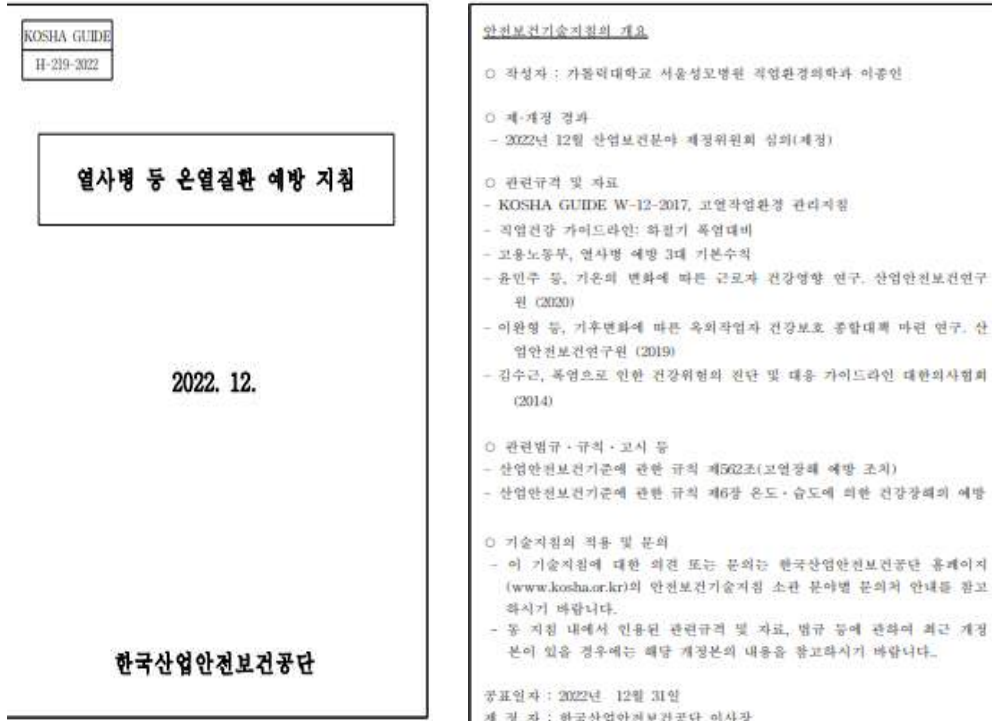 KOSHA GUIDE
H-219-2022
열사병 등 온열질환 예방 지침
2022. 12.
한국산업안전보건공단
안전보건기술지침의 개요
○ 작성자 : 가톨릭대학교 서울성모병원 직업환경의학과 이종인
○ 제·개정 경과
- 2022년 12월 산업보건분야 제정위원회 심의(제정)
○ 관련규격 및 자료
- KOSHA GUIDE W-12-2017, 고열작업환경 관리지침
- 직업건강 가이드라인: 하절기 폭염대비
- 고용노동부, 열사병 예방 3대 기본수칙
- 윤민주 등, 기온의 변화에 따른 근로자 건강영향 연구. 산업안전보건연구
원 (2020)
- 이완형 등, 기후변화에 따른 옥외작업자 건강보호 종합대책 마련 연구. 산
업안전보건연구원 (2019)
- 김수근, 폭염으로 인한 건강위험의 진단 및 대응 가이드라인 대한의사협회
(2014)
○ 관련법규·규칙·고시 등
- 산업안전보건기준에 관한 규칙 제562조(고열장해 예방 조치)
- 산업안전보건기준에 관한 규칙 제6장 온도·습도에 의한 건강장해의 예방
○ 기술지침의 적용 및 문의
- 이 기술지침에 대한 의견 또는 문의는 한국산업안전보건공단 홈페이지
(www.kosha.or.kr)의 안전보건기술지침 소관 분야별 문의처 안내를 참고
하시기 바랍니다.
- 동 지침 내에서 인용된 관련규격 및 자료, 법규 등에 관하여 최근 개정
본이 있을 경우에는 해당 개정본의 내용을 참고하시기 바랍니다.
공표일자 : 2022년 12월 31일
제 정 자 : 한국산업안전보건공단 이사장